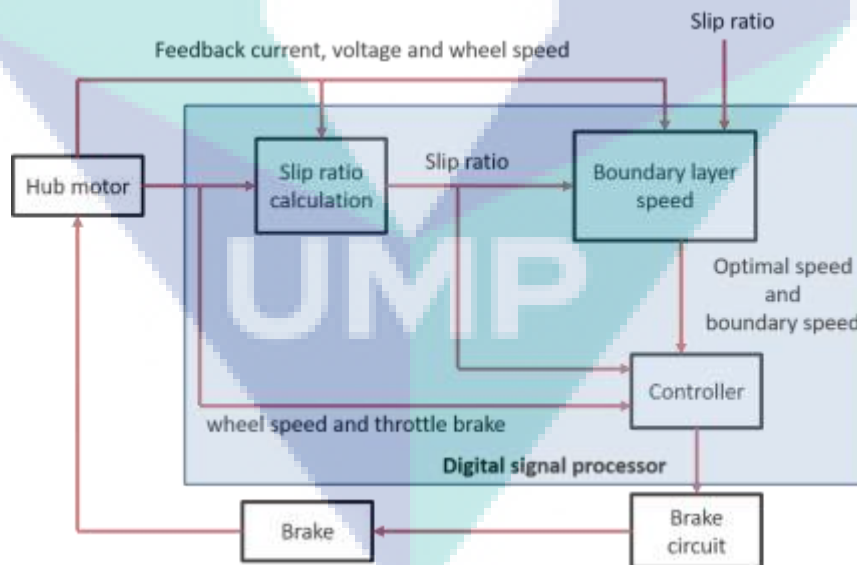 Slip ratio
Feedback current, voltage and wheel speed
Hub motor
Slip ratio
calculation
Slip ratio
Boundary layer
speed
UMP
Optimal speed
and
boundary speed
Controller
wheel speed and throttle brake
Digital signal processor
Brake
Brake
circuit